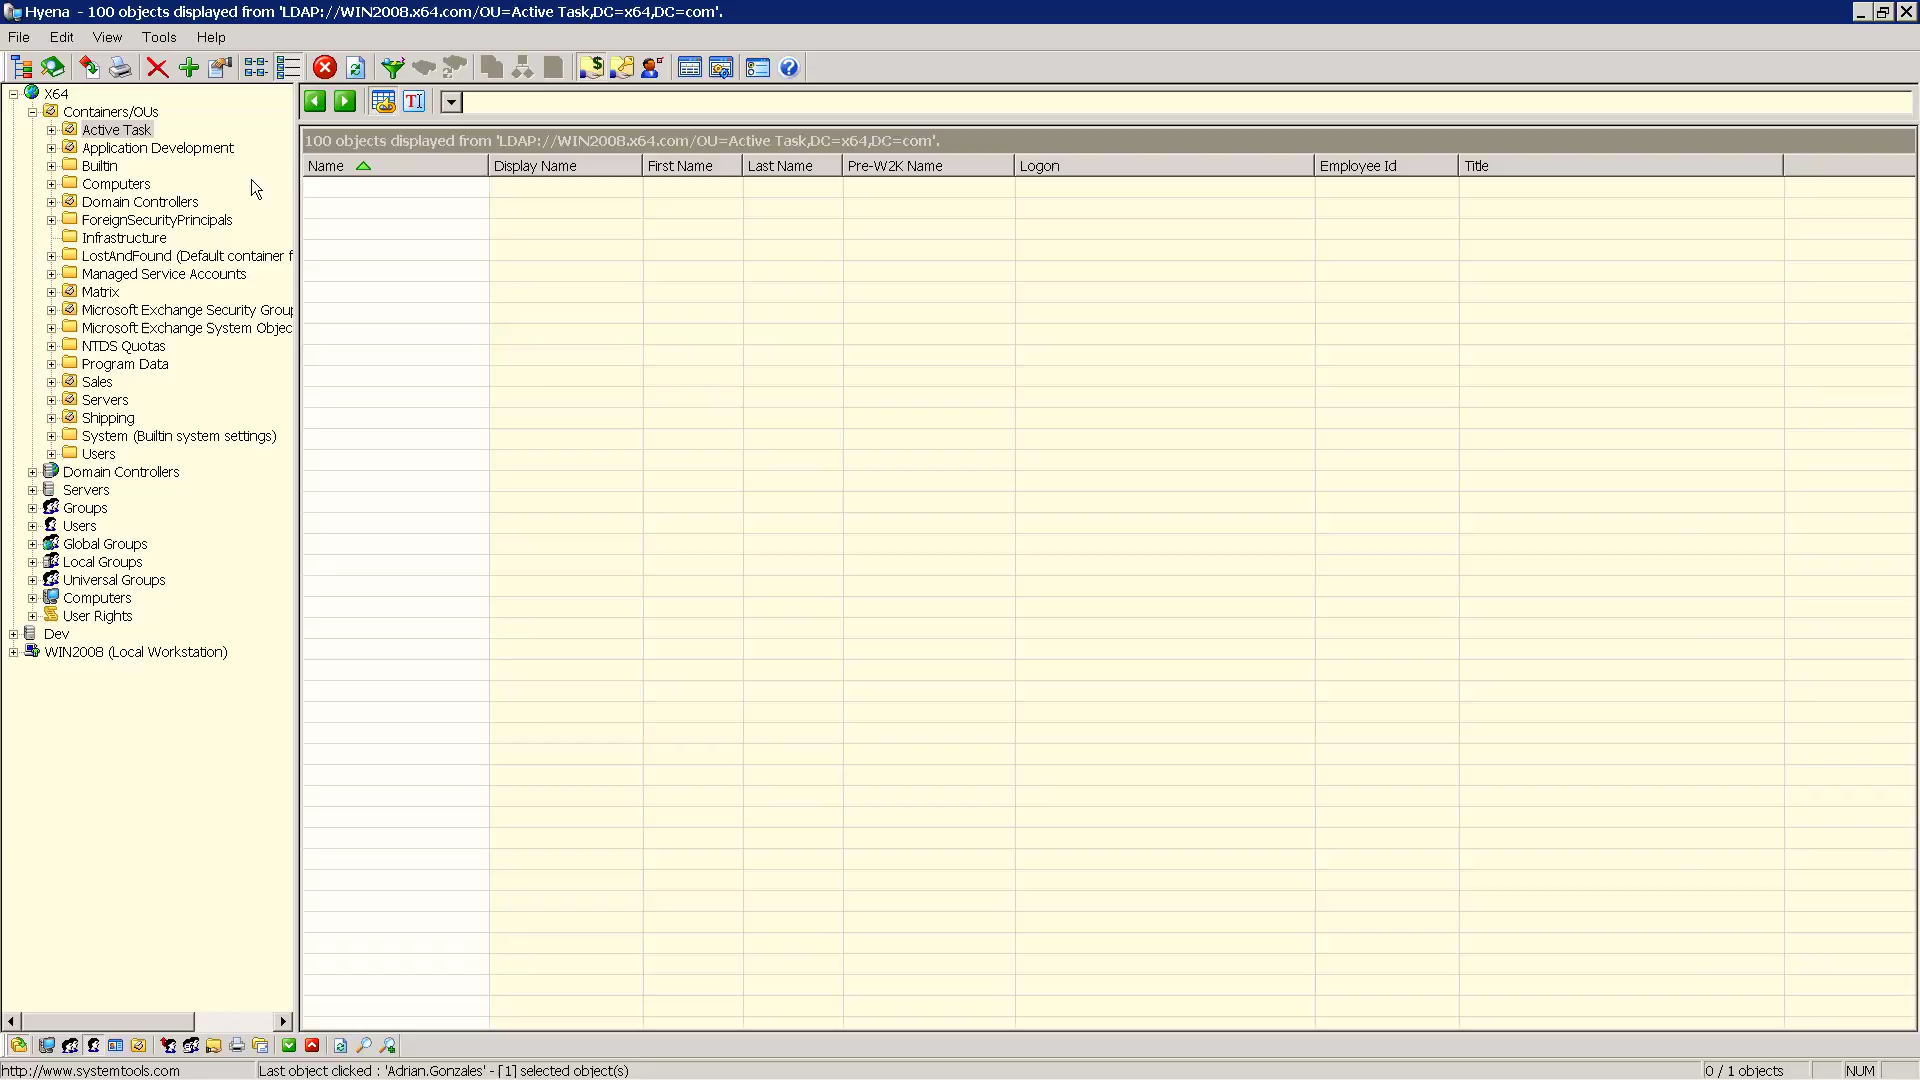 Hyena - 100 objects displayed from 'LDAP://WIN2008.x64.com/OU=Active Task,DC=x64,DC=com'.
File Edit View Tools Help
X64
Containers/OUs
Active Task
Application Development
Builtin
Computers
Domain Controllers
ForeignSecurityPrincipals
Infrastructure
LostAndFound (Default container f
Managed Service Accounts
Matrix
Microsoft Exchange Security Group
Microsoft Exchange System Objec
NTDS Quotas
Program Data
Sales
Servers
Shipping
System (Builtin system settings)
Users
Domain Controllers
Servers
Groups
Users
Global Groups
Local Groups
Universal Groups
Computers
User Rights
Dev
WIN2008 (Local Workstation)
100 objects displayed from 'LDAP://WIN2008.x64.com/OU=Active Task,DC=x64,DC=com'.
Name Display Name First Name Last Name Pre-W2K Name Logon Employee Id Title
http://www.systemtools.com Last object clicked : 'Adrian.Gonzales' - [1] selected object(s) 0 / 1 objects NUM